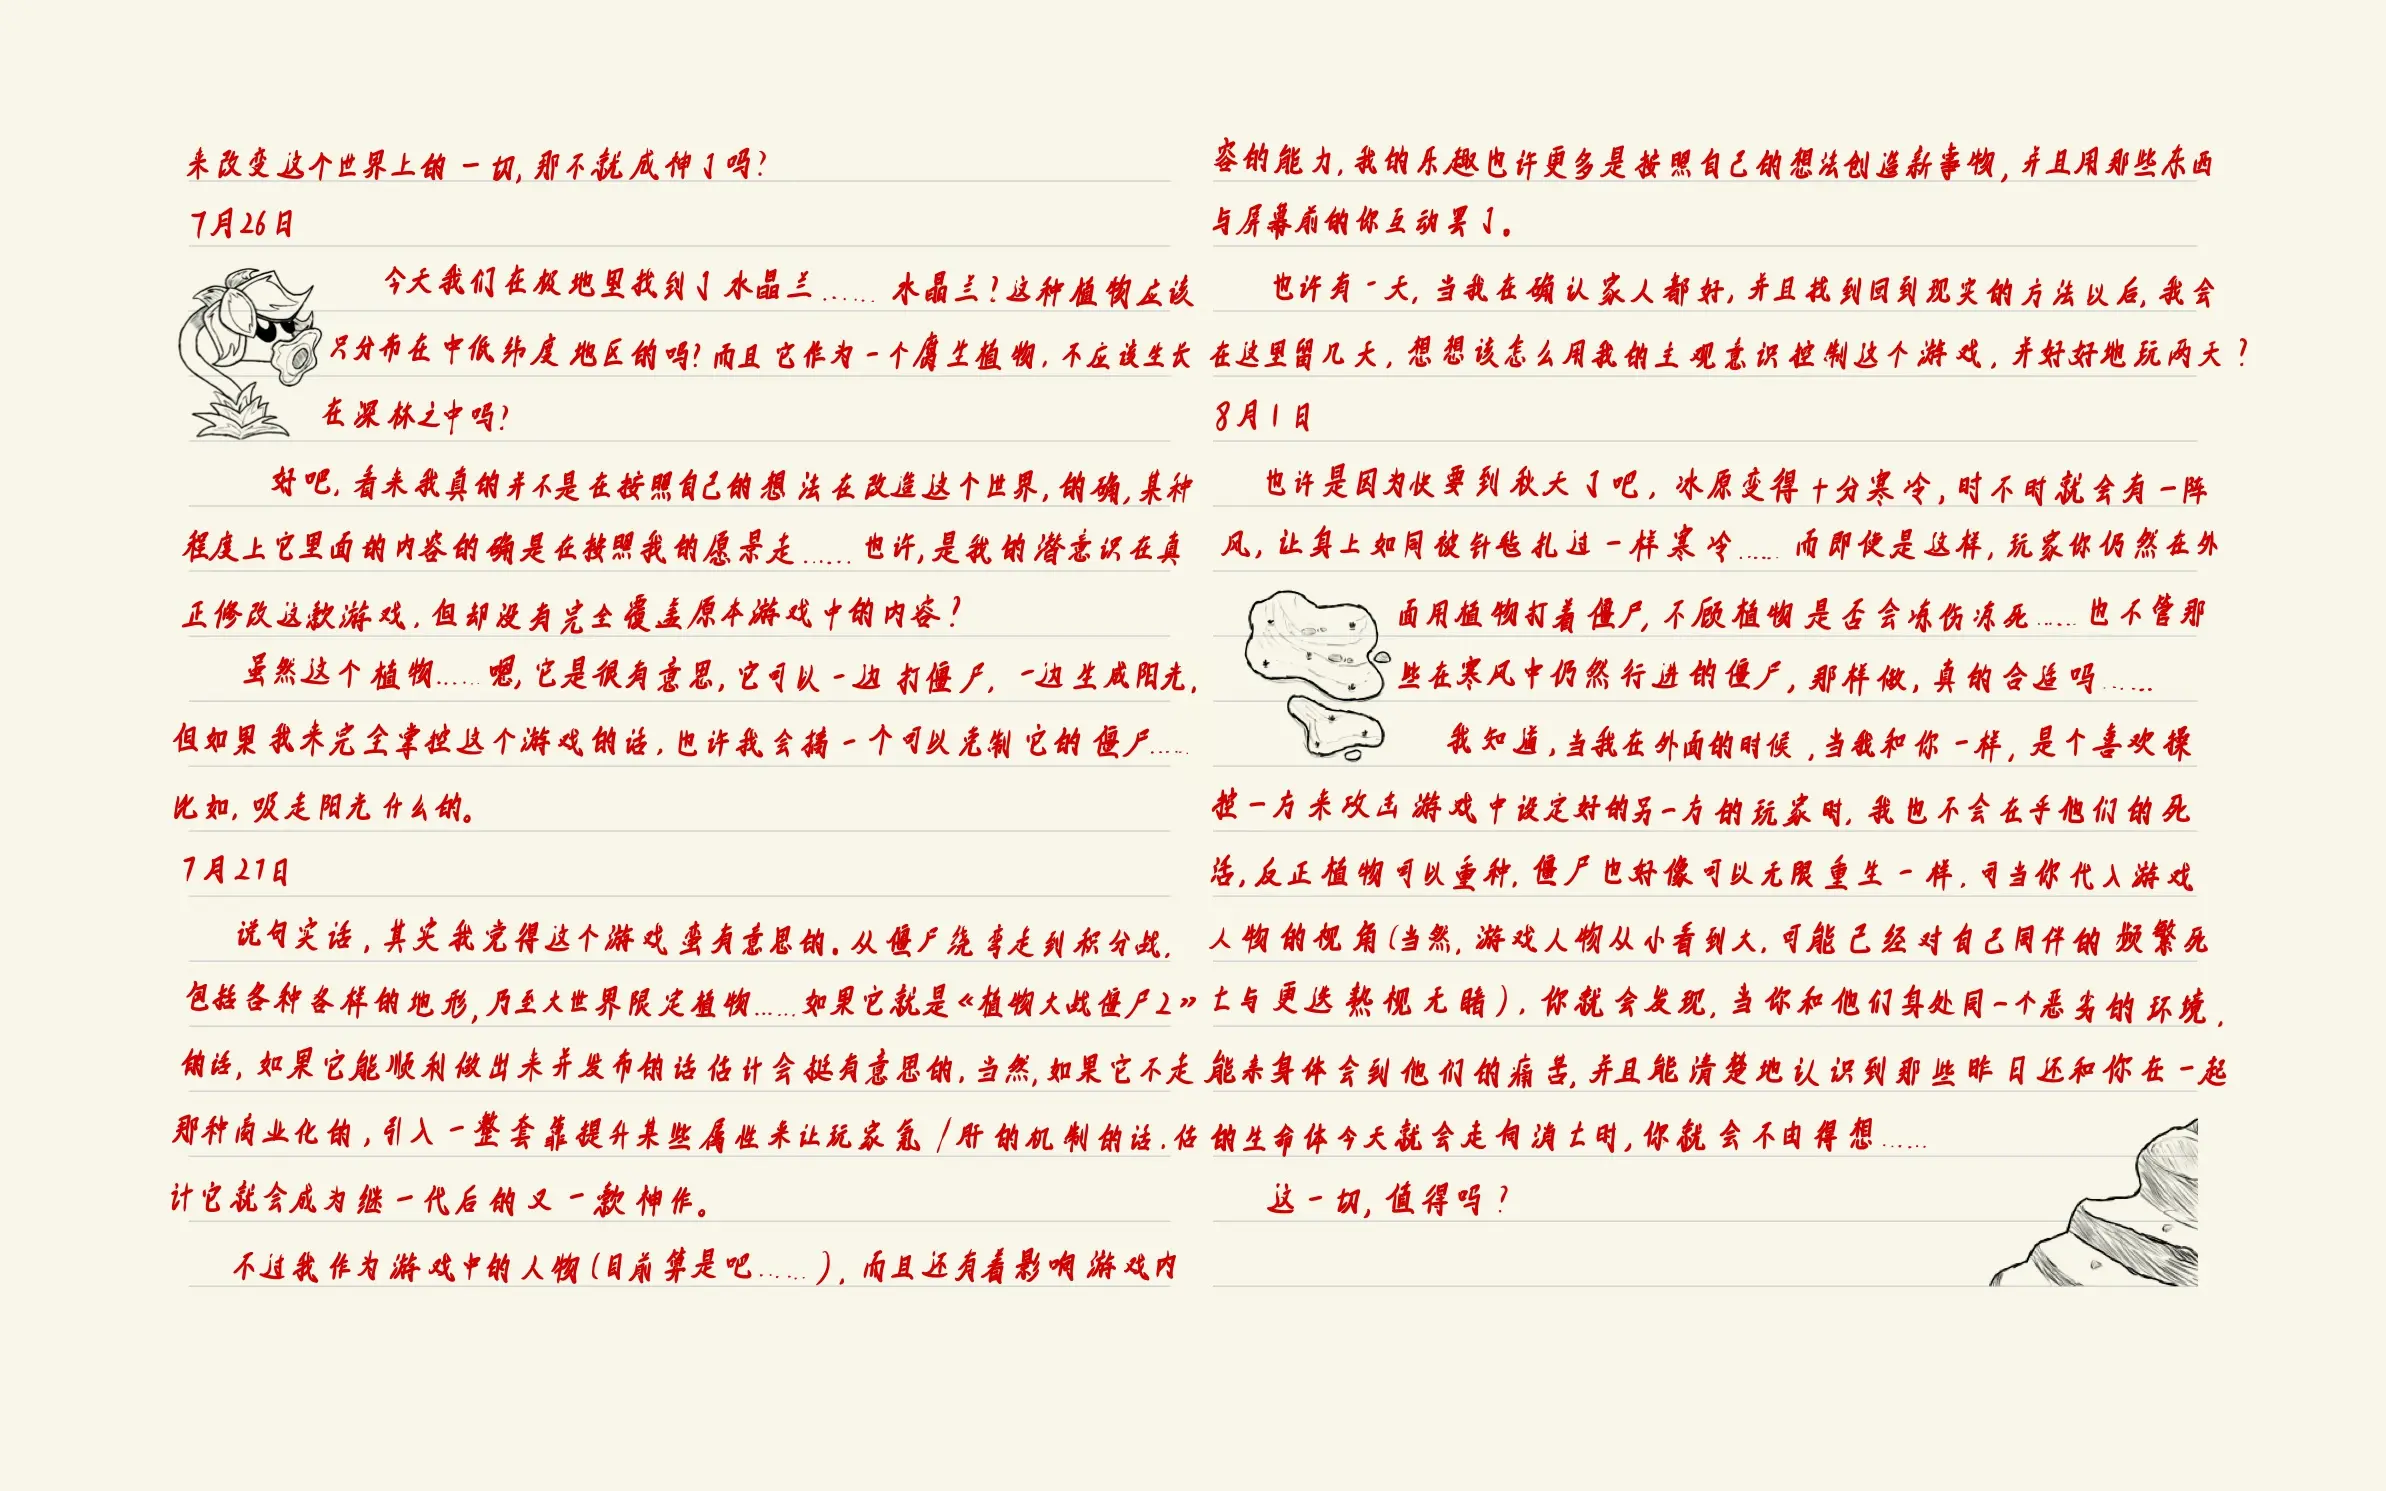 来改变这个世界上的一切,那不就成神了吗?
7月26日
今天我们在极地里找到了水晶兰……水晶兰?这种植物应该
只分布在中低纬度地区的吗?而且它作为一个腐生植物,不应该生长
在深林之中吗?
好吧,看来我真的并不是在按照自己的想法在改造这个世界,的确,某种
程度上它里面的内容的确是在按照我的愿景走……也许,是我的潜意识在真
正修改这款游戏,但却没有完全覆盖原本游戏中的内容?
虽然这个植物……嗯,它是很有意思,它可以一边打僵尸,一边生成阳光,
但如果我来完全掌控这个游戏的话,也许我会搞一个可以克制它的僵尸……
比如,吸走阳光什么的。
7月27日
说句实话,其实我觉得这个游戏蛮有意思的。从僵尸绕李走到积分战,
包括各种各样的地形,乃至大世界限定植物……如果它就是《植物大战僵尸2》
的话,如果它能顺利做出来并发布的话估计会挺有意思的,当然,如果它不走
那种商业化的,引入一整套靠提升某些属性来让玩家氪/肝的机制的话,估
计它就会成为继一代后的又一款神作。
不过我作为游戏中的人物(目前算是吧……),而且还有着影响游戏内
容的能力,我的乐趣也许更多是按照自己的想法创造新事物,并且用那些东西
与屏幕前的你互动罢了。
也许有一天,当我在确认家人都好,并且找到回到现实的方法以后,我会
在这里留几天,想想该怎么用我的主观意识控制这个游戏,并好好地玩两天?
8月1日
也许是因为快要到秋天了吧,冰原变得十分寒冷,时不时就会有一阵
风,让身上如同被针毡扎过一样寒冷……而即使是这样,玩家你仍然在外
面用植物打着僵尸,不顾植物是否会冻伤冻死……也不管那
些在寒风中仍然行进的僵尸,那样做,真的合适吗……
我知道,当我在外面的时候,当我和你一样,是个喜欢操
控一方来攻击游戏中设定好的另一方的玩家时,我也不会在乎他们的死
活,反正植物可以重种,僵尸也好像可以无限重生一样,可当你代入游戏
人物的视角(当然,游戏人物从小看到大,可能已经对自己同伴的频繁死
亡与更迭熟视无睹),你就会发现,当你和他们身处同一个恶劣的环境,
能亲身体会到他们的痛苦,并且能清楚地认识到那些昨日还和你在一起
的生命体今天就会走向消亡时,你就会不由得想……
这一切,值得吗?